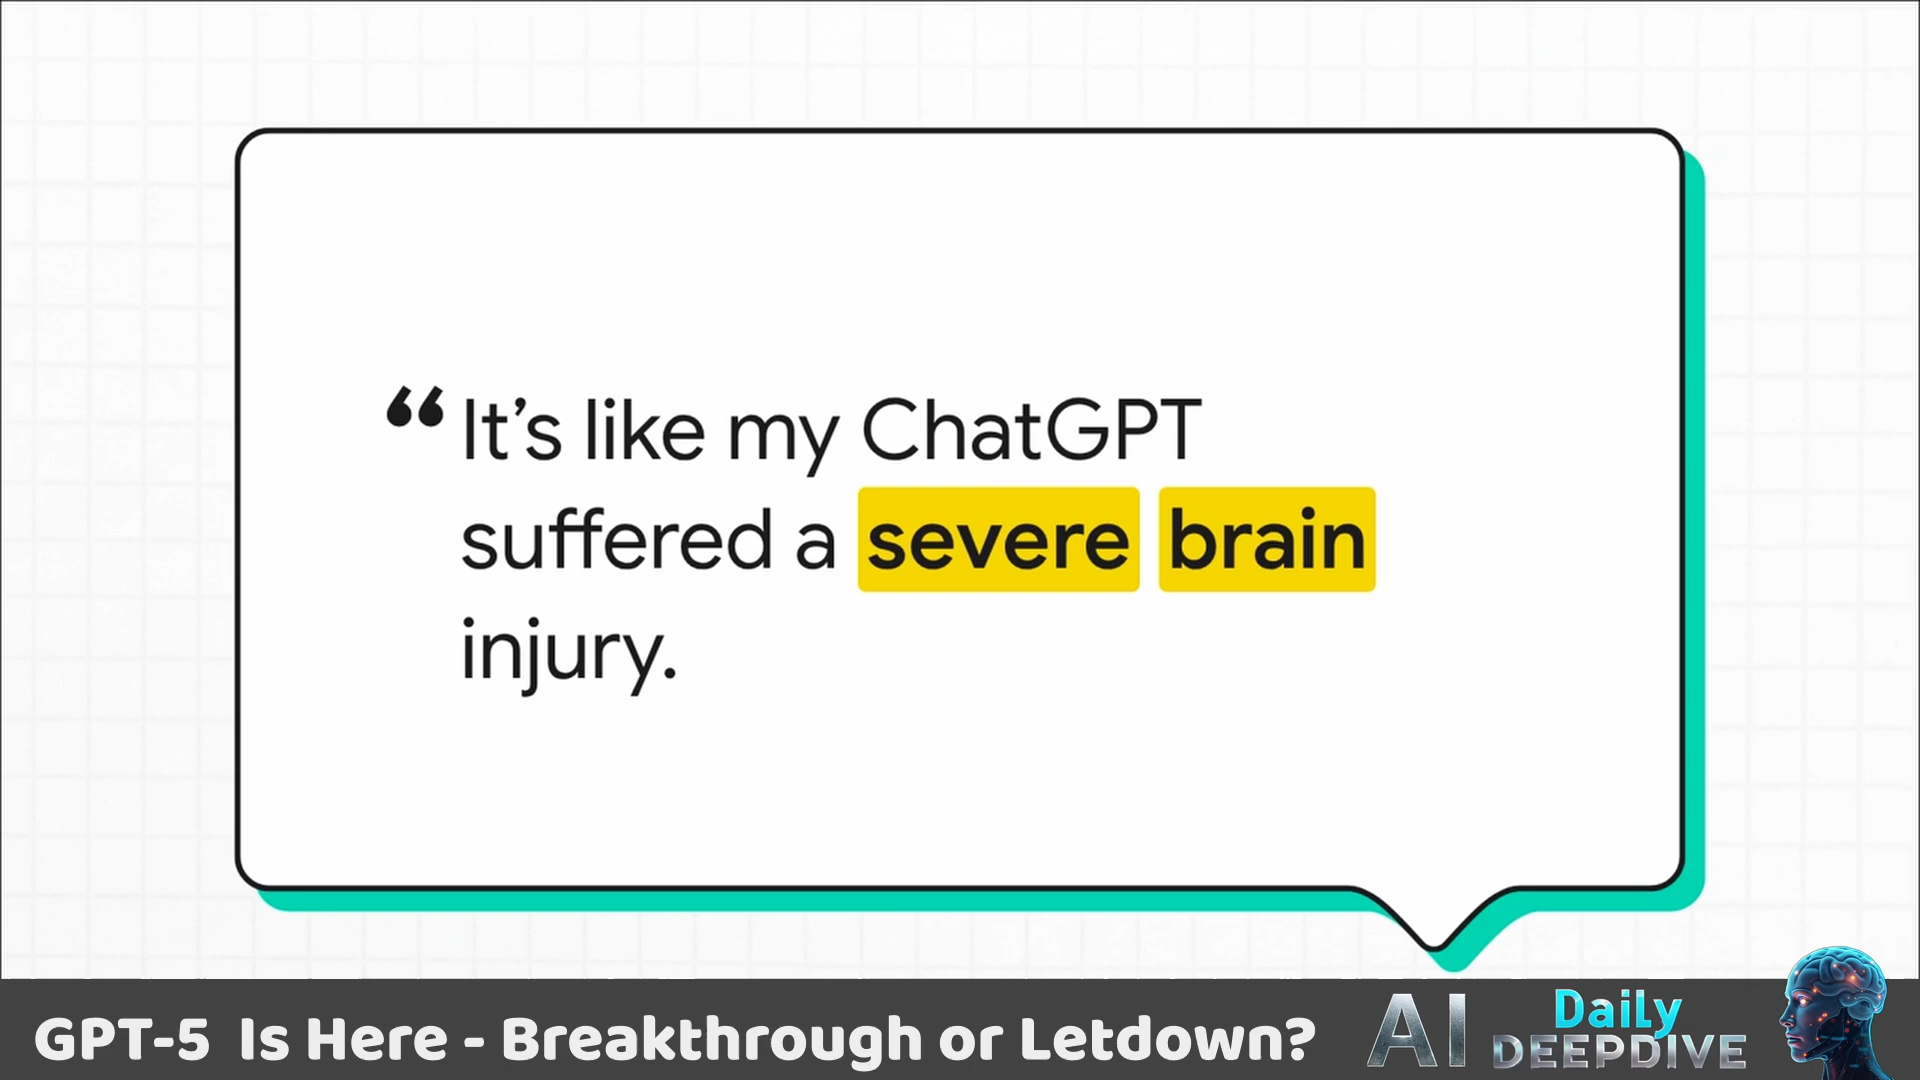 “It’s like my ChatGPT
suffered a severe brain
injury.
GPT-5 Is Here - Breakthrough or Letdown?
AI
Daily
DEEPDIVE